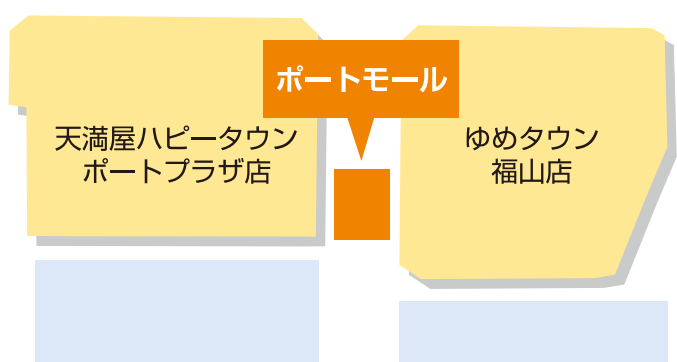 ポートモール
天満屋ハピータウン
ポートプラザ店
ゆめタウン
福山店